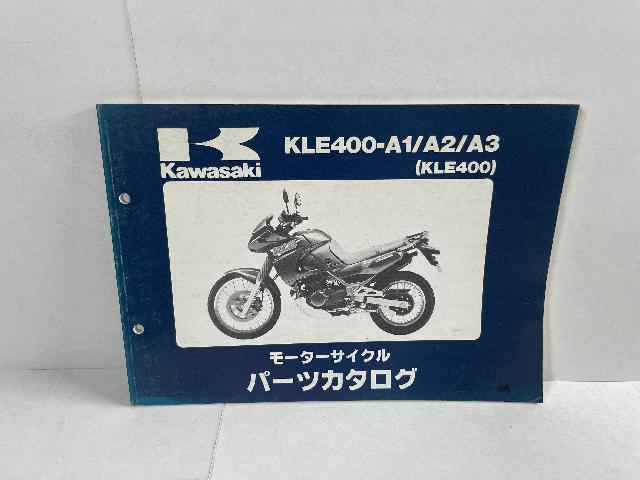 Kawasaki
KLE400-A1/A2/A3
(KLE400)
モーターサイクル
パーツカタログ